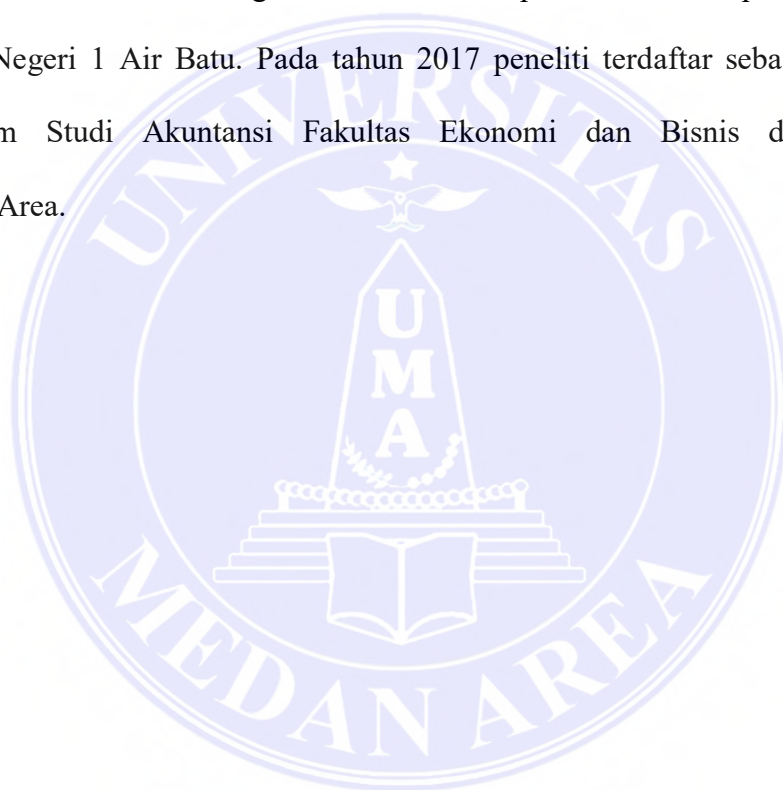 Negeri 1 Air Batu. Pada tahun 2017 peneliti terdaftar seba
m Studi Akuntansi Fakultas Ekonomi dan Bisnis d
Area.
UNIVERSITAS
UMA
MEDAN AREA